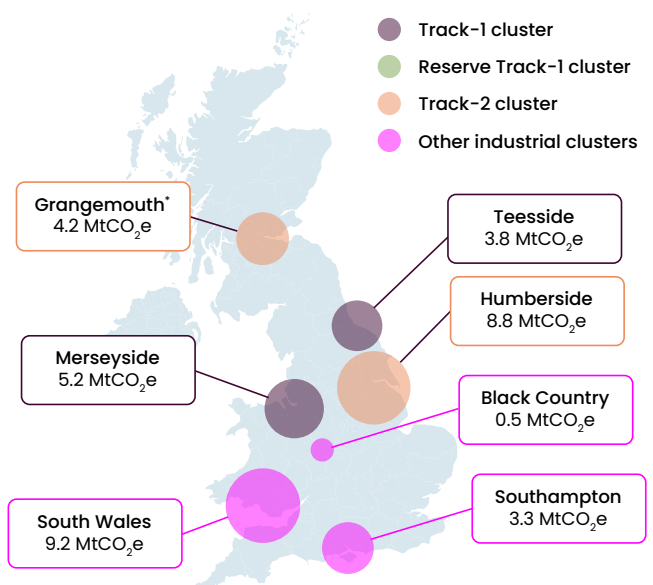 Track-1 cluster
Reserve Track-1 cluster
Track-2 cluster
Other industrial clusters
Grangemouth*
4.2 MtCO₂e
Teesside
3.8 MtCO₂e
Humberside
8.8 MtCO₂e
Merseyside
5.2 MtCO₂e
Black Country
0.5 MtCO₂e
Southampton
3.3 MtCO₂e
South Wales
9.2 MtCO₂e